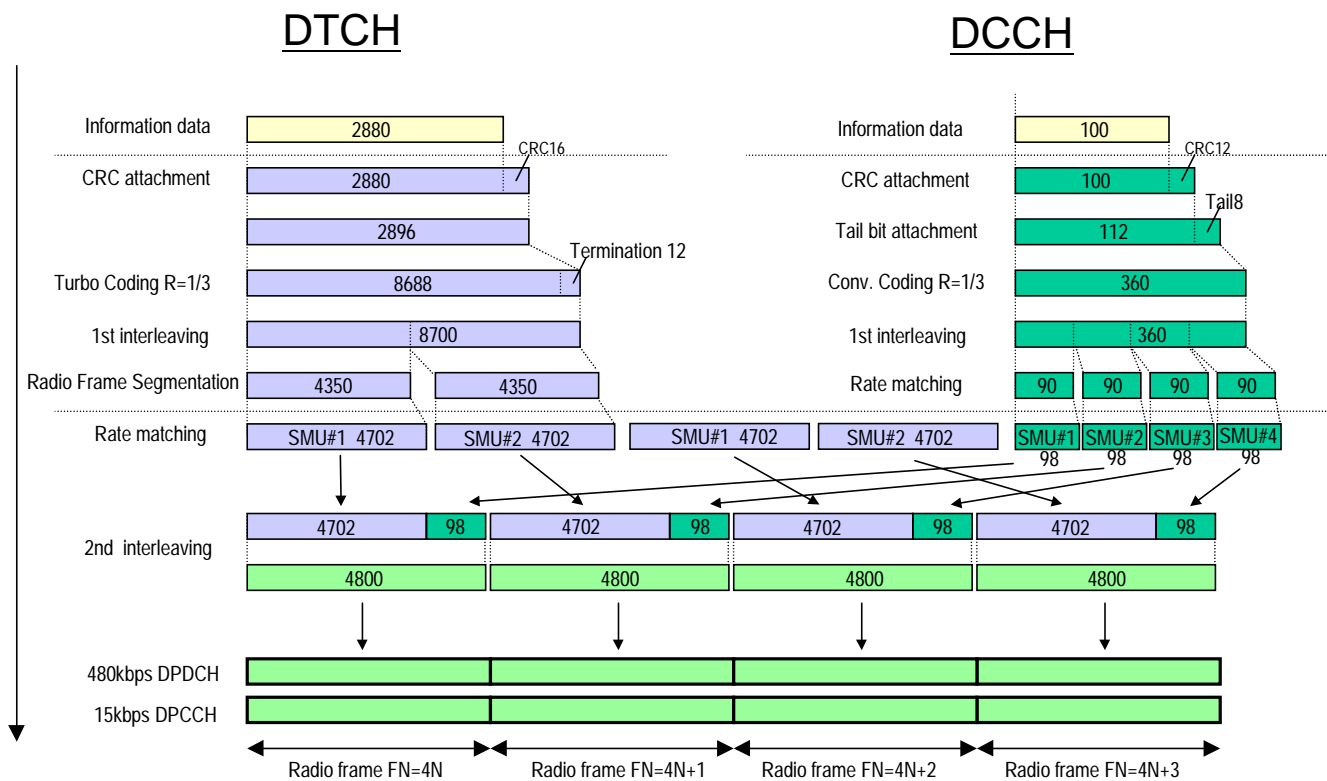 DTCH
DCCH
Information data
2880
Information data
100
CRC16
CRC12
CRC attachment
2880
CRC attachment
100
Tail8
2896
Tail bit attachment
112
Termination 12
Turbo Coding R=1/3
8688
Conv. Coding R=1/3
360
1st interleaving
8700
1st interleaving
360
Radio Frame Segmentation
4350
4350
Rate matching
90
90
90
90
Rate matching
SMU#1 4702
SMU#2 4702
SMU#1 4702
SMU#2 4702
SMU#1
SMU#2
SMU#3
SMU#4
98
98
98
98
2nd interleaving
4702
98
4702
98
4702
98
4702
98
4800
4800
4800
4800
480kbps DPDCH
15kbps DPCCH
Radio frame FN=4N
Radio frame FN=4N+1
Radio frame FN=4N+2
Radio frame FN=4N+3